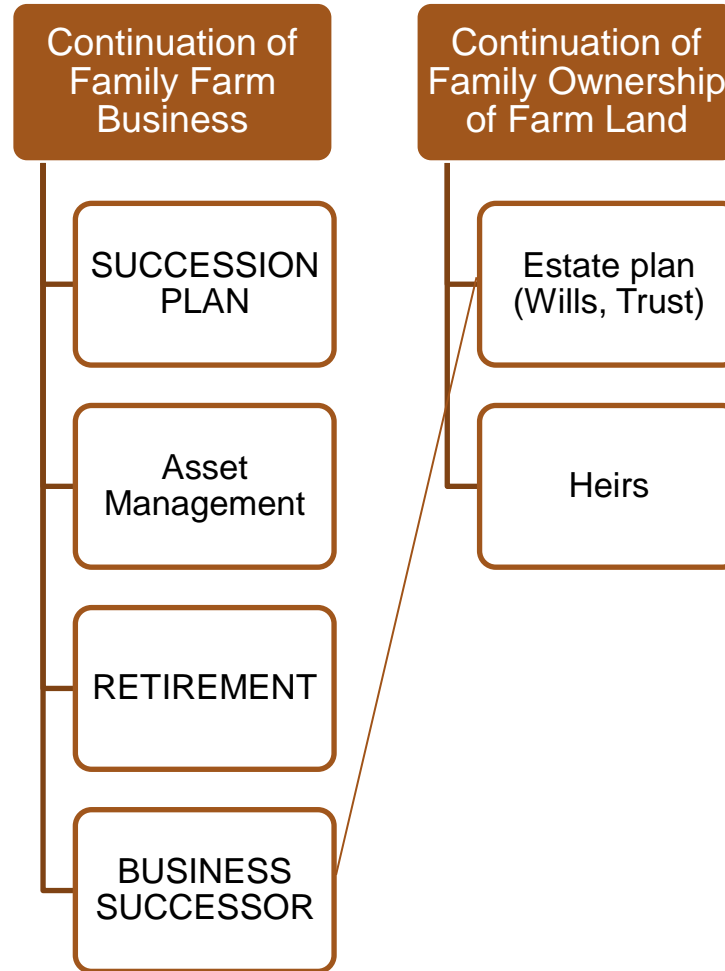 Continuation of
Family Farm
Business
SUCCESSION
PLAN
Asset
Management
RETIREMENT
BUSINESS
SUCCESSOR
Continuation of
Family Ownership
of Farm Land
Estate plan
(Wills, Trust)
Heirs